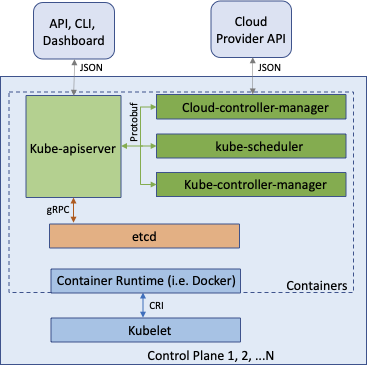 API, CLI,
Dashboard
Cloud
Provider API
JSON
JSON
Kube-apiserver
Protobuf
Cloud-controller-manager
kube-scheduler
Kube-controller-manager
gRPC
etcd
Container Runtime (i.e. Docker)
Containers
CRI
Kubelet
Control Plane 1, 2, ...N